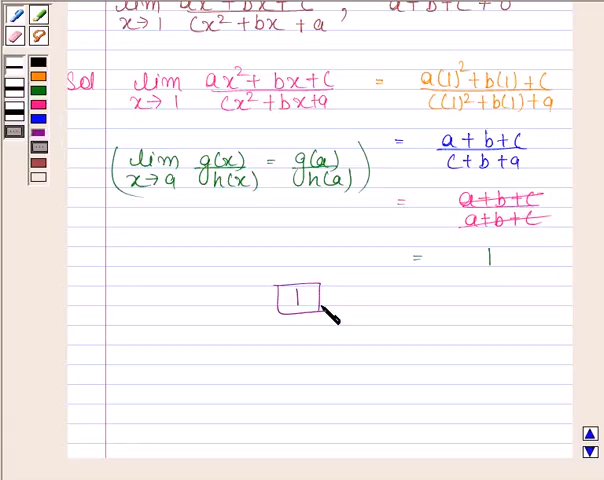 lim x→1 ax²+bx+c / cx²+bx+a, a+b+c ≠ 0
Sol lim x→1 ax²+bx+c / cx²+bx+a = a(1)²+b(1)+c / c(1)²+b(1)+a
(lim x→a g(x)/h(x) = g(a)/h(a))
= a+b+c / c+b+a
= a+b+c / a+b+c
= 1
1